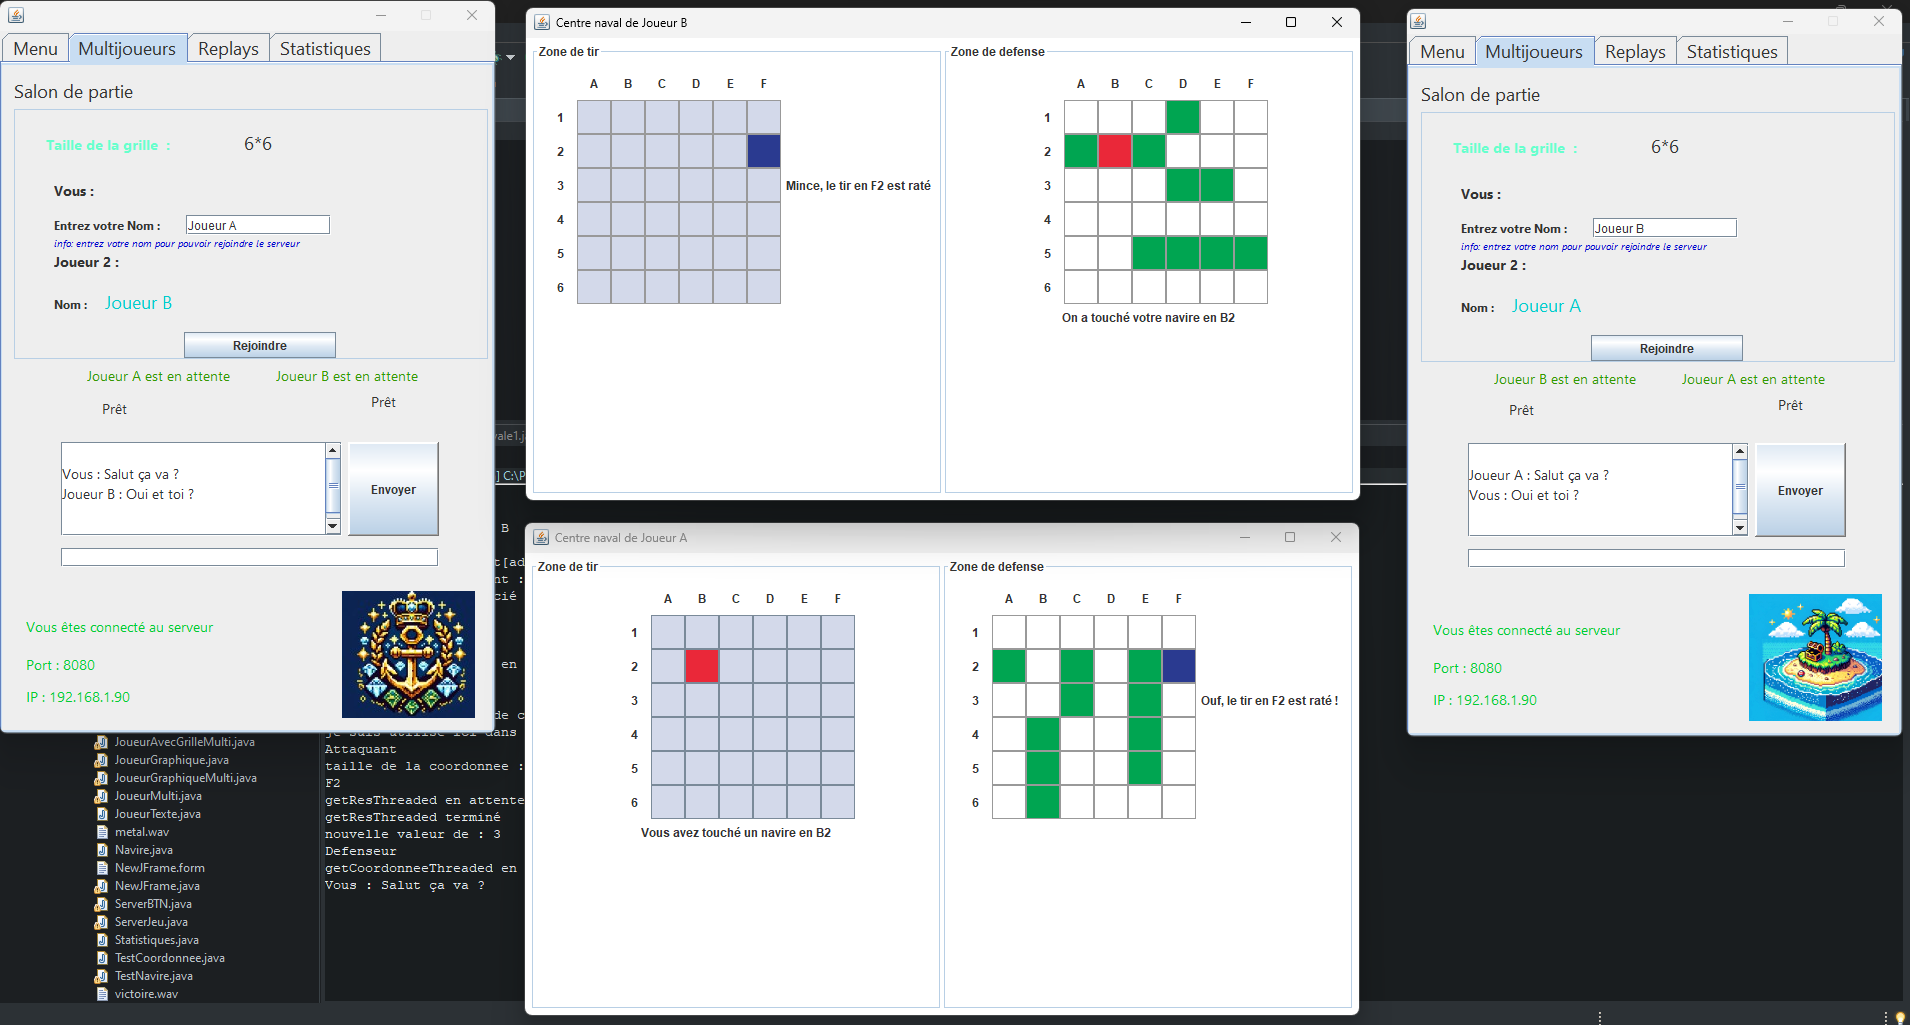 Menu
Multijoueurs
Replays
Statistiques
Salon de partie
Taille de la grille :
6*6
Vous :
Entrez votre Nom :
Joueur A
info: entrez votre nom pour pouvoir rejoindre le serveur
Joueur 2 :
Nom :
Joueur B
Rejoindre
Joueur A est en attente
Joueur B est en attente
Prêt
Prêt
Vous : Salut ça va ?
Joueur B : Oui et toi ?
Envoyer
Vous êtes connecté au serveur
Port : 8080
IP : 192.168.1.90
JoueurAvecGrilleMulti.java
JoueurGraphique.java
JoueurGraphiqueMulti.java
JoueurMulti.java
JoueurTexte.java
metal.wav
Navire.java
NewJFrame.form
NewJFrame.java
ServerBTN.java
ServerJeu.java
Statistiques.java
TestCoordonnee.java
TestNavire.java
victoire.wav
vale1.j
] C:\P
B
t[ad
nt :
cié
en
de c
Attaquant
taille de la coordonnee :
F2
getResThreaded en attente
getResThreaded terminé
nouvelle valeur de : 3
Defenseur
getCoordonneeThreaded en
Vous : Salut ça va ?
Centre naval de Joueur B
Zone de tir
A B C D E F
1
2
3
4
5
6
Mince, le tir en F2 est raté
Zone de defense
A B C D E F
1
2
3
4
5
6
On a touché votre navire en B2
Centre naval de Joueur A
Zone de tir
A B C D E F
1
2
3
4
5
6
Vous avez touché un navire en B2
Zone de defense
A B C D E F
1
2
3
4
5
6
Ouf, le tir en F2 est raté !
Menu
Multijoueurs
Replays
Statistiques
Salon de partie
Taille de la grille :
6*6
Vous :
Entrez votre Nom :
Joueur B
info: entrez votre nom pour pouvoir rejoindre le serveur
Joueur 2 :
Nom :
Joueur A
Rejoindre
Joueur B est en attente
Joueur A est en attente
Prêt
Prêt
Joueur A : Salut ça va ?
Vous : Oui et toi ?
Envoyer
Vous êtes connecté au serveur
Port : 8080
IP : 192.168.1.90